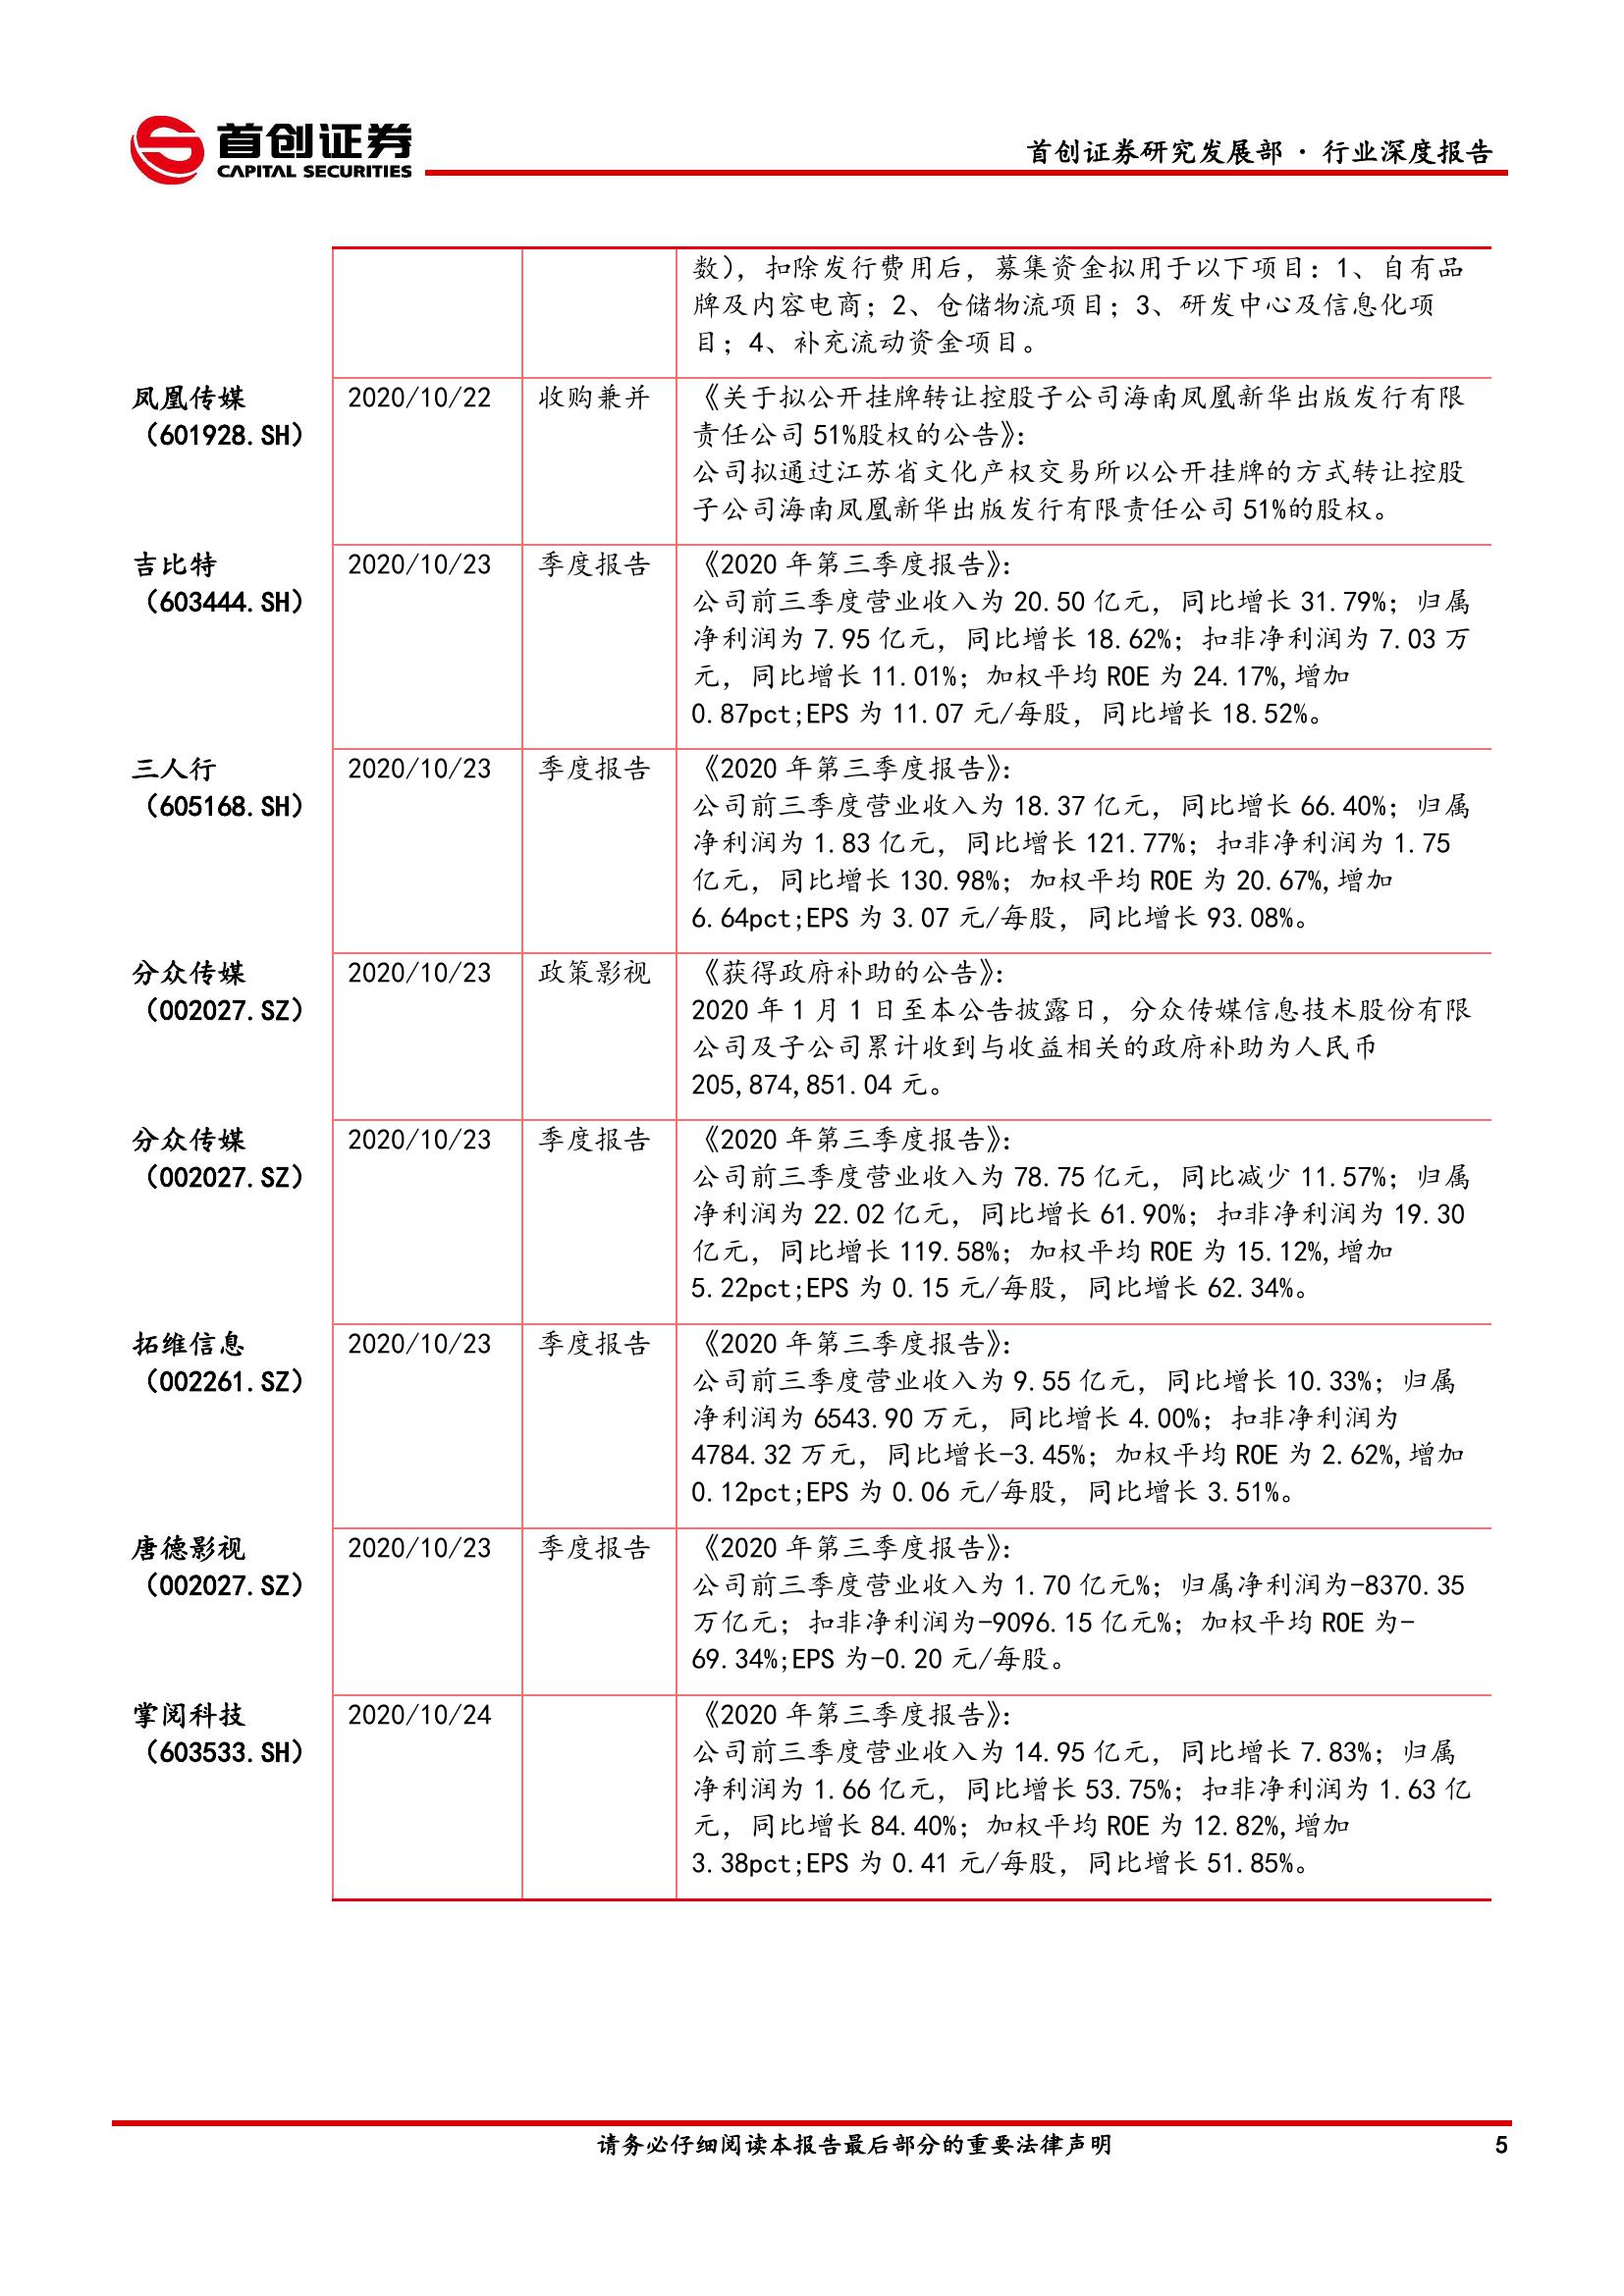 首创证券
CAPITAL SECURITIES
首创证券研究发展部 · 行业深度报告
数），扣除发行费用后，募集资金拟用于以下项目：1、自有品
牌及内容电商；2、仓储物流项目；3、研发中心及信息化项
目；4、补充流动资金项目。
凤凰传媒
（601928.SH）
2020/10/22
收购兼并
《关于拟公开挂牌转让控股子公司海南凤凰新华出版发行有限
责任公司 51%股权的公告》：
公司拟通过江苏省文化产权交易所以公开挂牌的方式转让控股
子公司海南凤凰新华出版发行有限责任公司 51%的股权。
吉比特
（603444.SH）
2020/10/23
季度报告
《2020 年第三季度报告》：
公司前三季度营业收入为 20.50 亿元，同比增长 31.79%；归属
净利润为 7.95 亿元，同比增长 18.62%；扣非净利润为 7.03 万
元，同比增长 11.01%；加权平均 ROE 为 24.17%,增加
0.87pct;EPS 为 11.07 元/每股，同比增长 18.52%。
三人行
（605168.SH）
2020/10/23
季度报告
《2020 年第三季度报告》：
公司前三季度营业收入为 18.37 亿元，同比增长 66.40%；归属
净利润为 1.83 亿元，同比增长 121.77%；扣非净利润为 1.75
亿元，同比增长 130.98%；加权平均 ROE 为 20.67%,增加
6.64pct;EPS 为 3.07 元/每股，同比增长 93.08%。
分众传媒
（002027.SZ）
2020/10/23
政策影视
《获得政府补助的公告》：
2020 年 1 月 1 日至本公告披露日，分众传媒信息技术股份有限
公司及子公司累计收到与收益相关的政府补助为人民币
205,874,851.04 元。
分众传媒
（002027.SZ）
2020/10/23
季度报告
《2020 年第三季度报告》：
公司前三季度营业收入为 78.75 亿元，同比减少 11.57%；归属
净利润为 22.02 亿元，同比增长 61.90%；扣非净利润为 19.30
亿元，同比增长 119.58%；加权平均 ROE 为 15.12%,增加
5.22pct;EPS 为 0.15 元/每股，同比增长 62.34%。
拓维信息
（002261.SZ）
2020/10/23
季度报告
《2020 年第三季度报告》：
公司前三季度营业收入为 9.55 亿元，同比增长 10.33%；归属
净利润为 6543.90 万元，同比增长 4.00%；扣非净利润为
4784.32 万元，同比增长-3.45%；加权平均 ROE 为 2.62%,增加
0.12pct;EPS 为 0.06 元/每股，同比增长 3.51%。
唐德影视
（002027.SZ）
2020/10/23
季度报告
《2020 年第三季度报告》：
公司前三季度营业收入为 1.70 亿元%；归属净利润为-8370.35
万亿元；扣非净利润为-9096.15 亿元%；加权平均 ROE 为-
69.34%;EPS 为-0.20 元/每股。
掌阅科技
（603533.SH）
2020/10/24
《2020 年第三季度报告》：
公司前三季度营业收入为 14.95 亿元，同比增长 7.83%；归属
净利润为 1.66 亿元，同比增长 53.75%；扣非净利润为 1.63 亿
元，同比增长 84.40%；加权平均 ROE 为 12.82%,增加
3.38pct;EPS 为 0.41 元/每股，同比增长 51.85%。
请务必仔细阅读本报告最后部分的重要法律声明
5